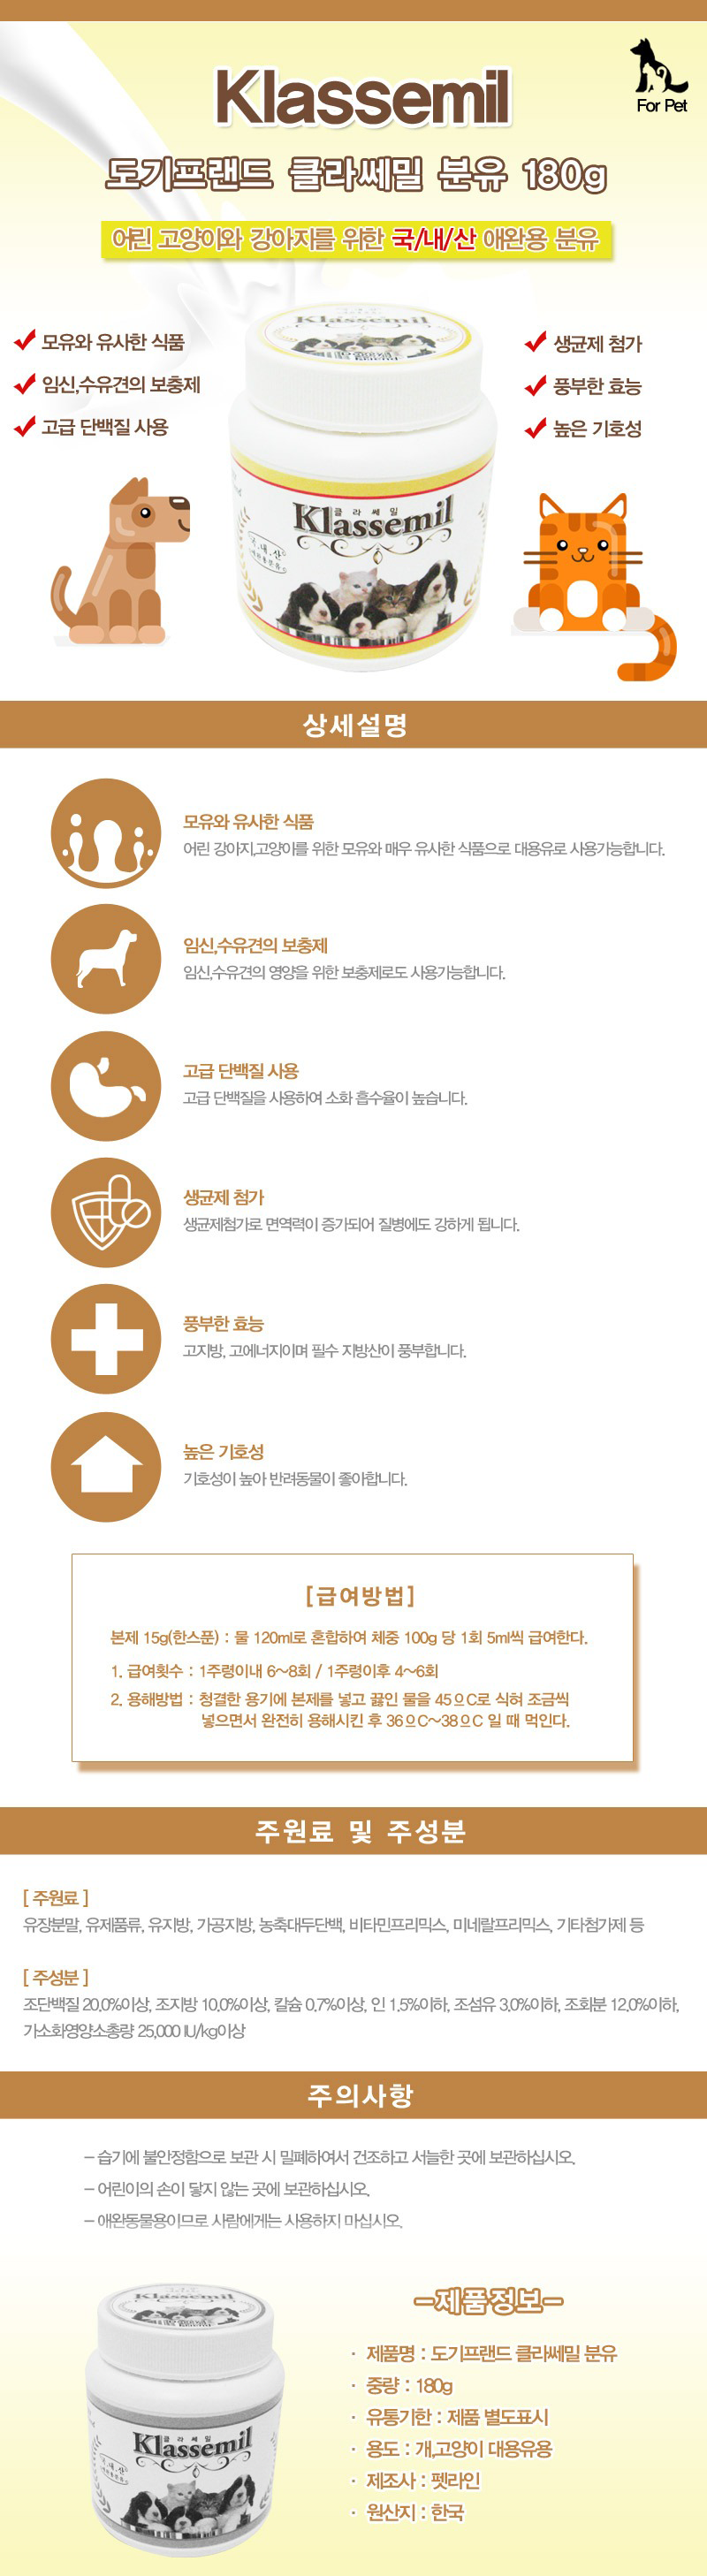 For Pet
Klassemil
도기프랜드 클라쎄밀 분유 180g
어린 고양이와 강아지를 위한 국/내/산 애완용 분유
모유와 유사한 식품
임신,수유견의 보충제
고급 단백질 사용
생균제 첨가
풍부한 효능
높은 기호성
Klassemil
클라쎄밀
Klassemil
국내산
상세설명
모유와 유사한 식품
어린 강아지,고양이를 위한 모유와 매우 유사한 식품으로 대용유로 사용가능합니다.
임신,수유견의 보충제
임신,수유견의 영양을 위한 보충제로도 사용가능합니다.
고급 단백질 사용
고급 단백질을 사용하여 소화 흡수율이 높습니다.
생균제 첨가
생균제첨가로 면역력이 증가되어 질병에도 강하게 됩니다.
풍부한 효능
고지방, 고에너지이며 필수 지방산이 풍부합니다.
높은 기호성
기호성이 높아 반려동물이 좋아합니다.
[급여방법]
본제 15g(한스푼) : 물 120ml로 혼합하여 체중 100g 당 1회 5ml씩 급여한다.
1. 급여횟수 : 1주령이내 6~8회 / 1주령이후 4~6회
2. 용해방법 : 청결한 용기에 본제를 넣고 끓인 물을 45ºC로 식혀 조금씩
넣으면서 완전히 용해시킨 후 36ºC~38ºC 일 때 먹인다.
주원료 및 주성분
[ 주원료 ]
유장분말, 유제품류, 유지방, 가공지방, 농축대두단백, 비타민프리믹스, 미네랄프리믹스, 기타첨가제 등
[ 주성분 ]
조단백질 20.0%이상, 조지방 10.0%이상, 칼슘 0.7%이상, 인 1.5%이하, 조섬유 3.0%이하, 조회분 12.0%이하,
가소화영양소총량 25,000 IU/kg이상
주의사항
- 습기에 불안정함으로 보관 시 밀폐하여서 건조하고 서늘한 곳에 보관하십시오.
- 어린이의 손이 닿지 않는 곳에 보관하십시오.
- 애완동물용이므로 사람에게는 사용하지 마십시오.
Klassemil
클라쎄밀
Klassemil
국내산
-제품정보-
· 제품명 : 도기프랜드 클라쎄밀 분유
· 중량 : 180g
· 유통기한 : 제품 별도표시
· 용도 : 개,고양이 대용유용
· 제조사 : 펫라인
· 원산지 : 한국